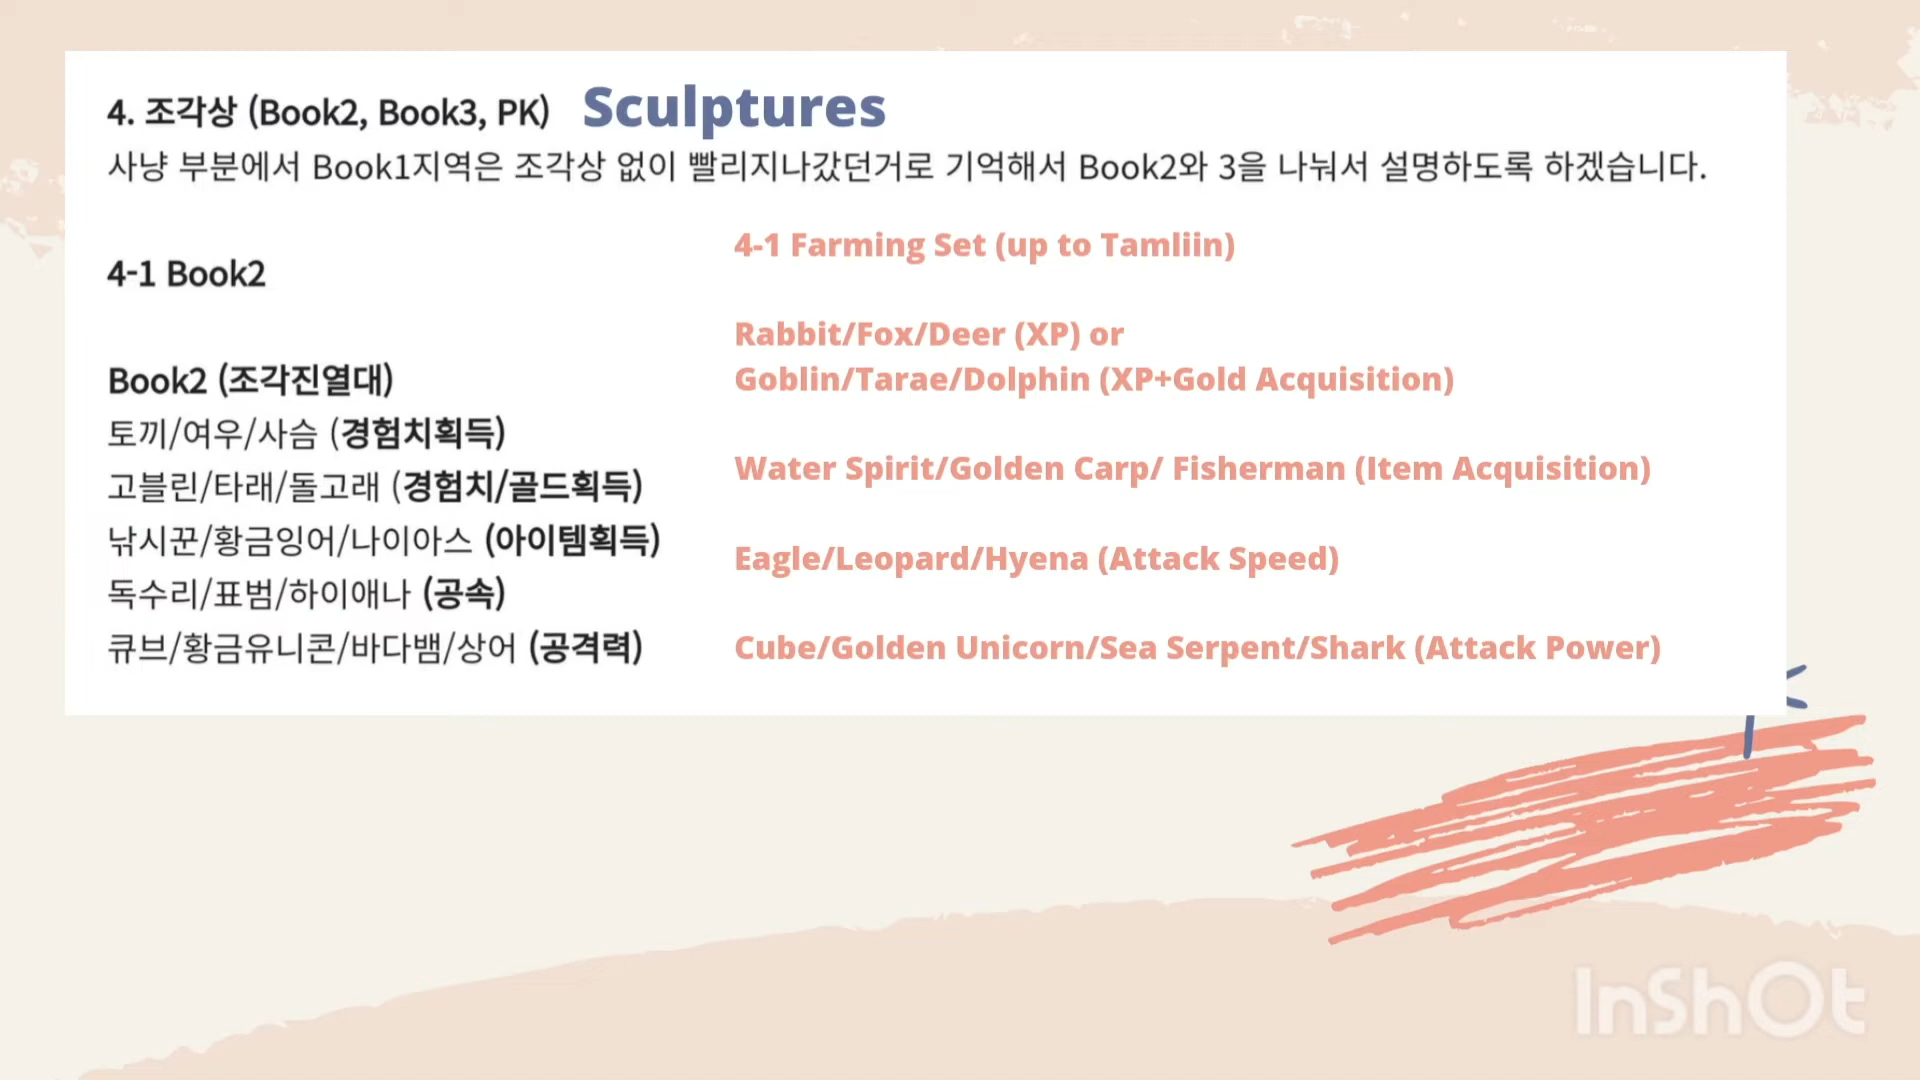 4. 조각상 (Book2, Book3, PK) Sculptures
사냥 부분에서 Book1지역은 조각상 없이 빨리지나갔던거로 기억해서 Book2와 3을 나눠서 설명하도록 하겠습니다.
4-1 Book2
Book2 (조각진열대)
토끼/여우/사슴 (경험치획득)
고블린/타래/돌고래 (경험치/골드획득)
낚시꾼/황금잉어/나이아스 (아이템획득)
독수리/표범/하이애나 (공속)
큐브/황금유니콘/바다뱀/상어 (공격력)
4-1 Farming Set (up to Tamliin)
Rabbit/Fox/Deer (XP) or
Goblin/Tarae/Dolphin (XP+Gold Acquisition)
Water Spirit/Golden Carp/ Fisherman (Item Acquisition)
Eagle/Leopard/Hyena (Attack Speed)
Cube/Golden Unicorn/Sea Serpent/Shark (Attack Power)
InShOt